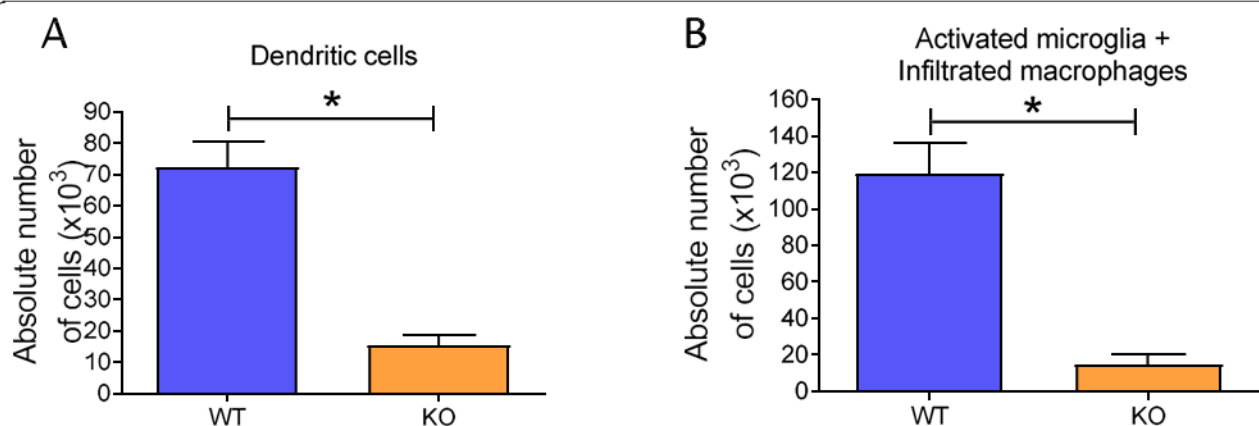 A
Dendritic cells
*
Absolute number
of cells (x10³)
90
80
70
60
50
40
30
20
10
0
WT KO
B
Activated microglia +
Infiltrated macrophages
*
Absolute number
of cells (x10³)
160
140
120
100
80
60
40
20
0
WT KO